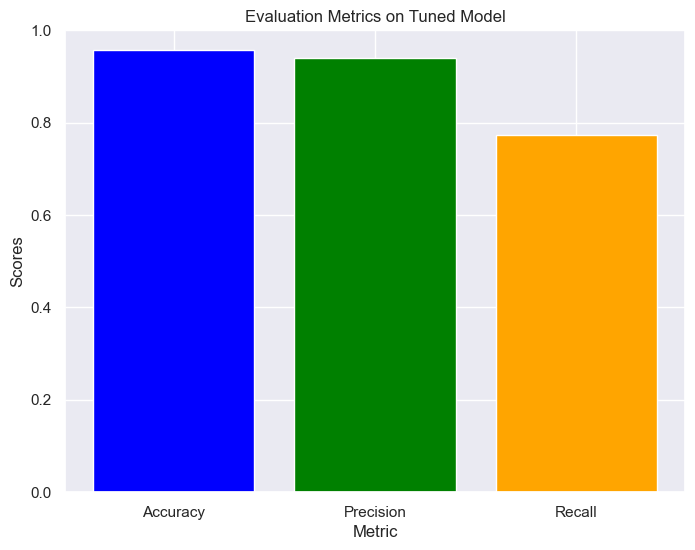 Evaluation Metrics on Tuned Model
1.0
0.8
0.6
0.4
0.2
0.0
Scores
Accuracy Precision Recall
Metric